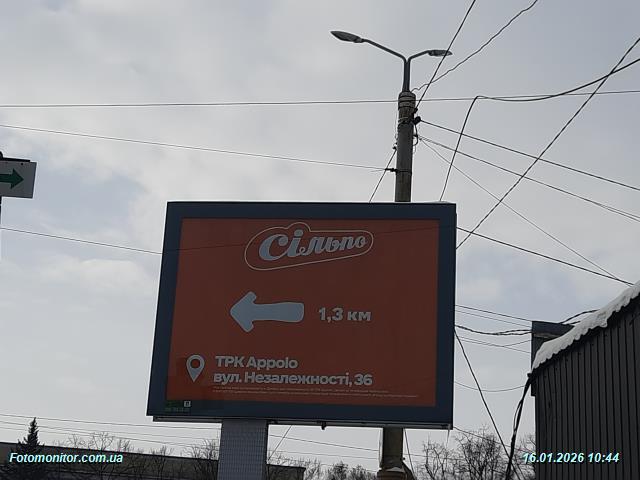 Сільпо
1,3 км
ТРК Appolo
вул. Незалежності, 36
Fotomonitor.com.ua
16.01.2026 10:44